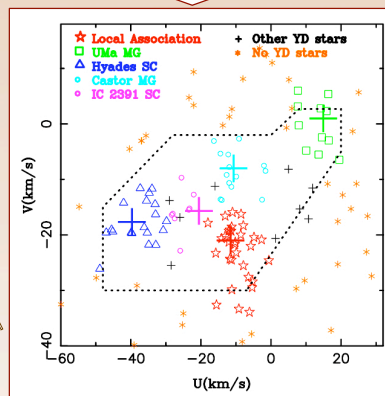 Local Association
UMa MG
Hyades SC
Castor MG
IC 2391 SC
Other YD stars
No YD stars
V(km/s)
0
-20
-40
-60
-40
-20
0
20
U(km/s)